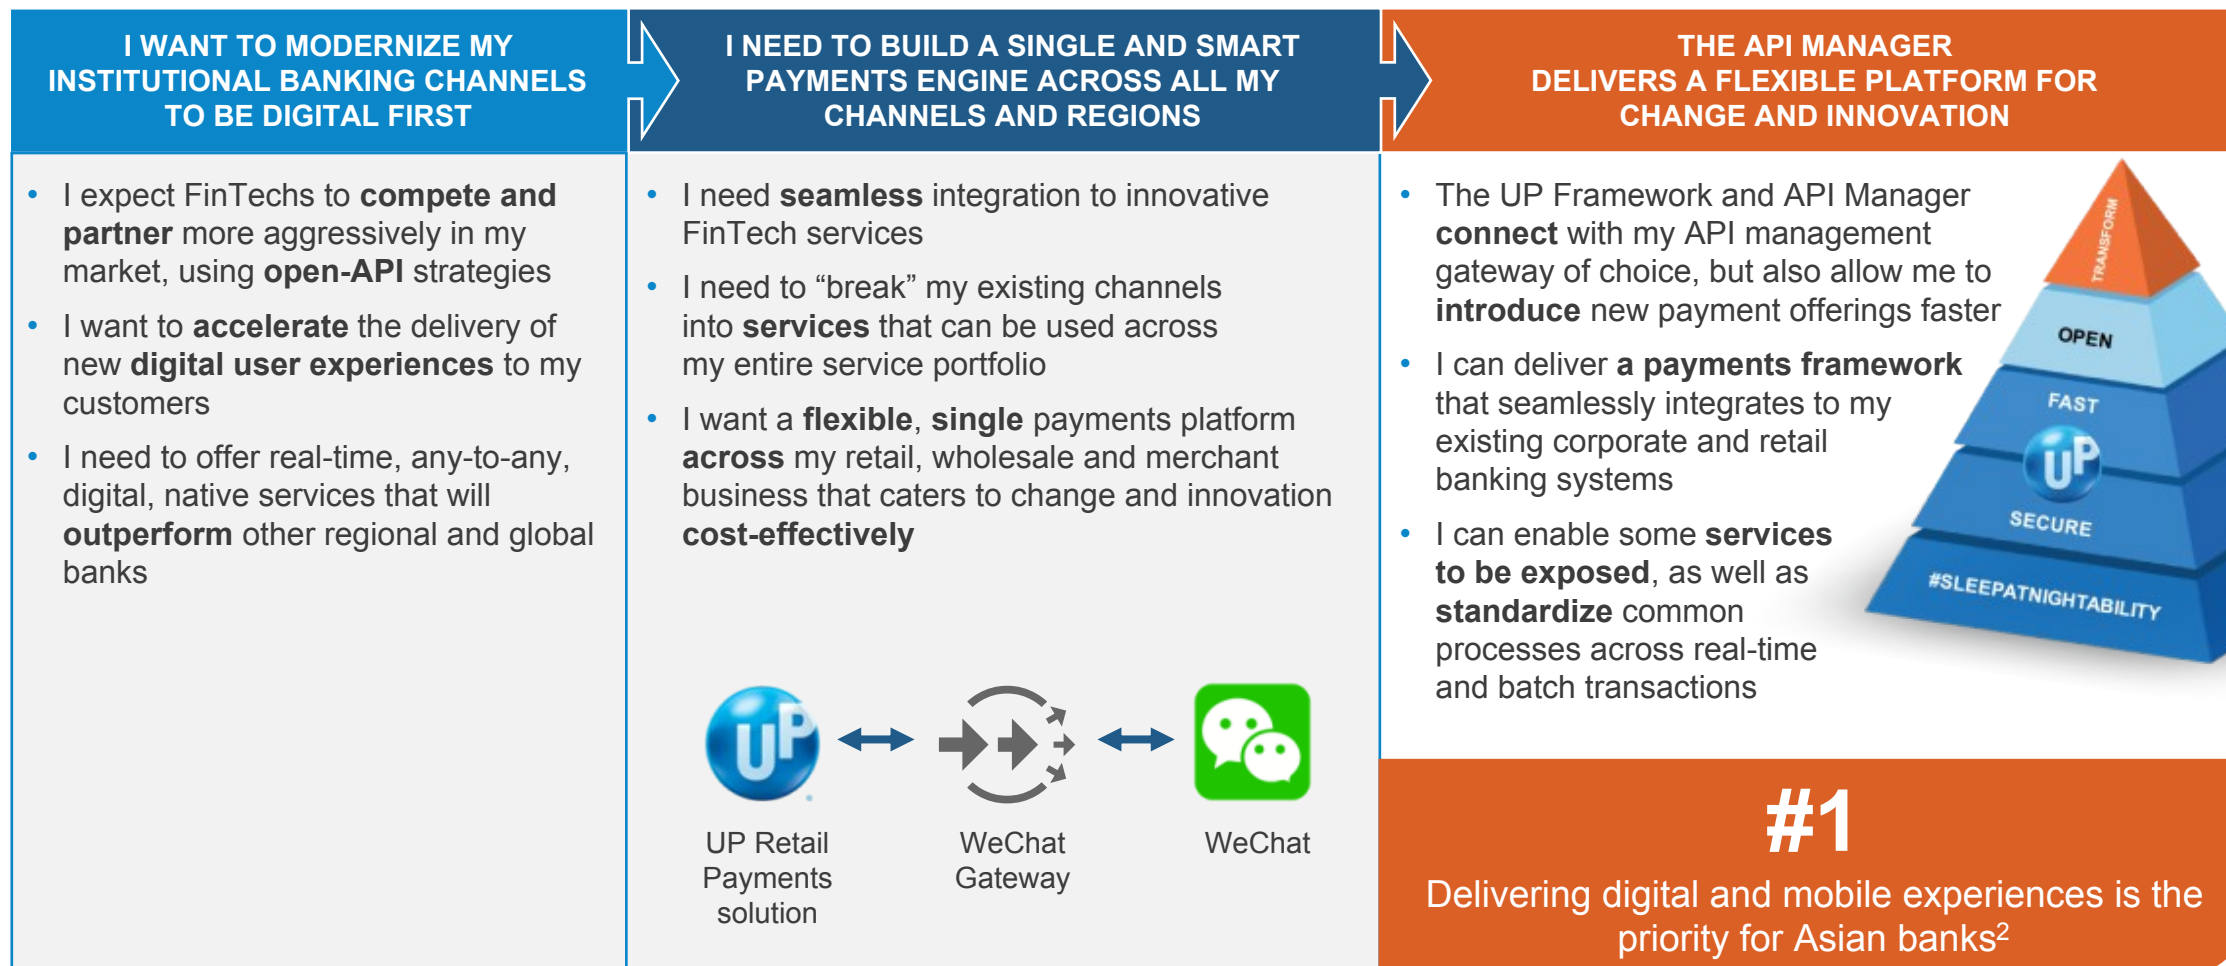 I WANT TO MODERNIZE MY
INSTITUTIONAL BANKING CHANNELS
TO BE DIGITAL FIRST
• I expect FinTechs to compete and
partner more aggressively in my
market, using open-API strategies
• I want to accelerate the delivery of
new digital user experiences to my
customers
• I need to offer real-time, any-to-any,
digital, native services that will
outperform other regional and global
banks
I NEED TO BUILD A SINGLE AND SMART
PAYMENTS ENGINE ACROSS ALL MY
CHANNELS AND REGIONS
• I need seamless integration to innovative
FinTech services
• I need to “break” my existing channels
into services that can be used across
my entire service portfolio
• I want a flexible, single payments platform
across my retail, wholesale and merchant
business that caters to change and innovation
cost-effectively
UP
UP Retail
Payments
solution
WeChat
Gateway
WeChat
THE API MANAGER
DELIVERS A FLEXIBLE PLATFORM FOR
CHANGE AND INNOVATION
• The UP Framework and API Manager
connect with my API management
gateway of choice, but also allow me to
introduce new payment offerings faster
• I can deliver a payments framework
that seamlessly integrates to my
existing corporate and retail
banking systems
• I can enable some services
to be exposed, as well as
standardize common
processes across real-time
and batch transactions
TRANSFORM
OPEN
FAST
UP
SECURE
#SLEEPATNIGHTABILITY
#1
Delivering digital and mobile experiences is the
priority for Asian banks2